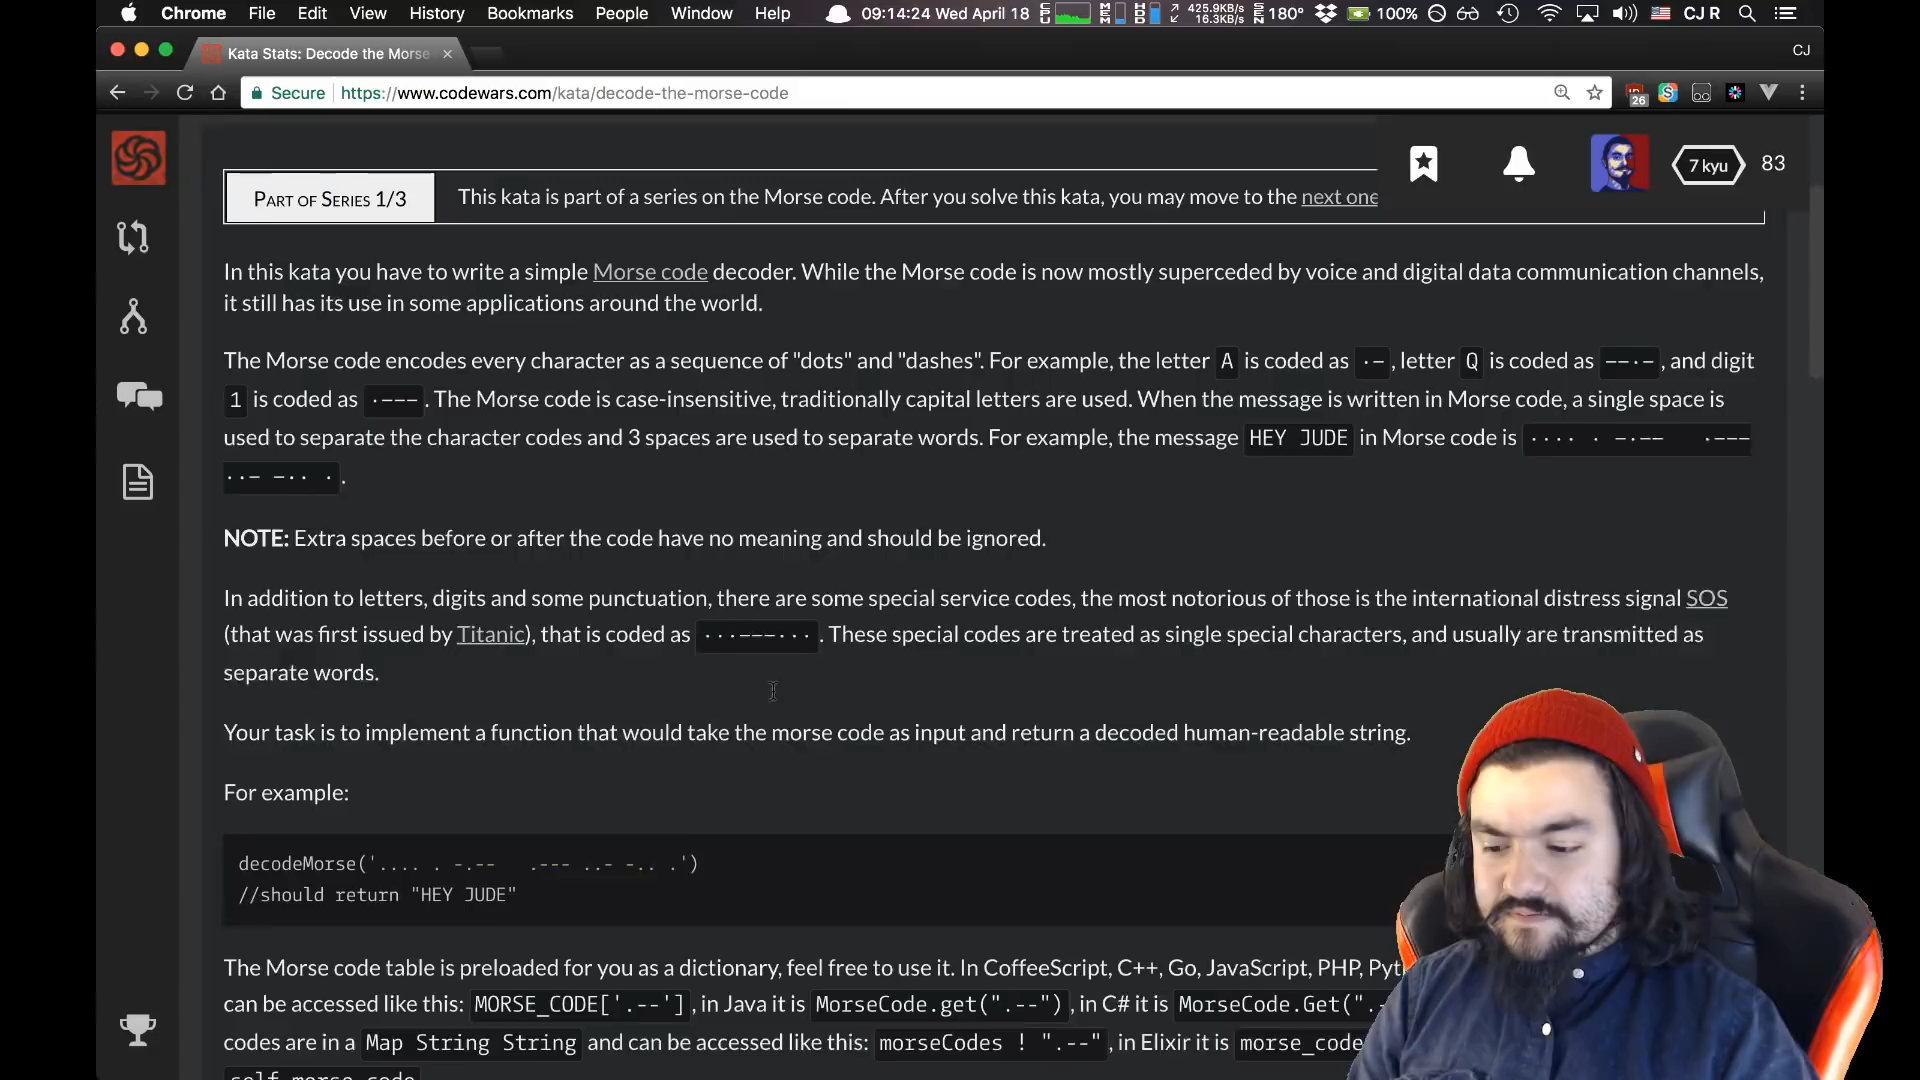 Chrome File Edit View History Bookmarks People Window Help 09:14:24 Wed April 18 425.9KB/s 16.3KB/s 180° 100% CJ R
Kata Stats: Decode the Morse CJ
Secure https://www.codewars.com/kata/decode-the-morse-code 26
7 kyu 83
Part of Series 1/3 This kata is part of a series on the Morse code. After you solve this kata, you may move to the next one
In this kata you have to write a simple Morse code decoder. While the Morse code is now mostly superceded by voice and digital data communication channels,
it still has its use in some applications around the world.
The Morse code encodes every character as a sequence of "dots" and "dashes". For example, the letter A is coded as ·−, letter Q is coded as −−·−, and digit
1 is coded as ·−−−. The Morse code is case-insensitive, traditionally capital letters are used. When the message is written in Morse code, a single space is
used to separate the character codes and 3 spaces are used to separate words. For example, the message HEY JUDE in Morse code is ···· · −·−−   ·−−−
··− −·· ·.
NOTE: Extra spaces before or after the code have no meaning and should be ignored.
In addition to letters, digits and some punctuation, there are some special service codes, the most notorious of those is the international distress signal SOS
(that was first issued by Titanic), that is coded as ···−−−···. These special codes are treated as single special characters, and usually are transmitted as
separate words.
Your task is to implement a function that would take the morse code as input and return a decoded human-readable string.
For example:
decodeMorse('.... . -.--   .--- ..- -.. .')
//should return "HEY JUDE"
The Morse code table is preloaded for you as a dictionary, feel free to use it. In CoffeeScript, C++, Go, JavaScript, PHP,
can be accessed like this: MORSE_CODE['.--'], in Java it is MorseCode.get(".--"), in C# it is MorseCode.Get(".-
codes are in a Map String String and can be accessed like this: morseCodes ! ".--", in Elixir it is morse_code
self.morse_code